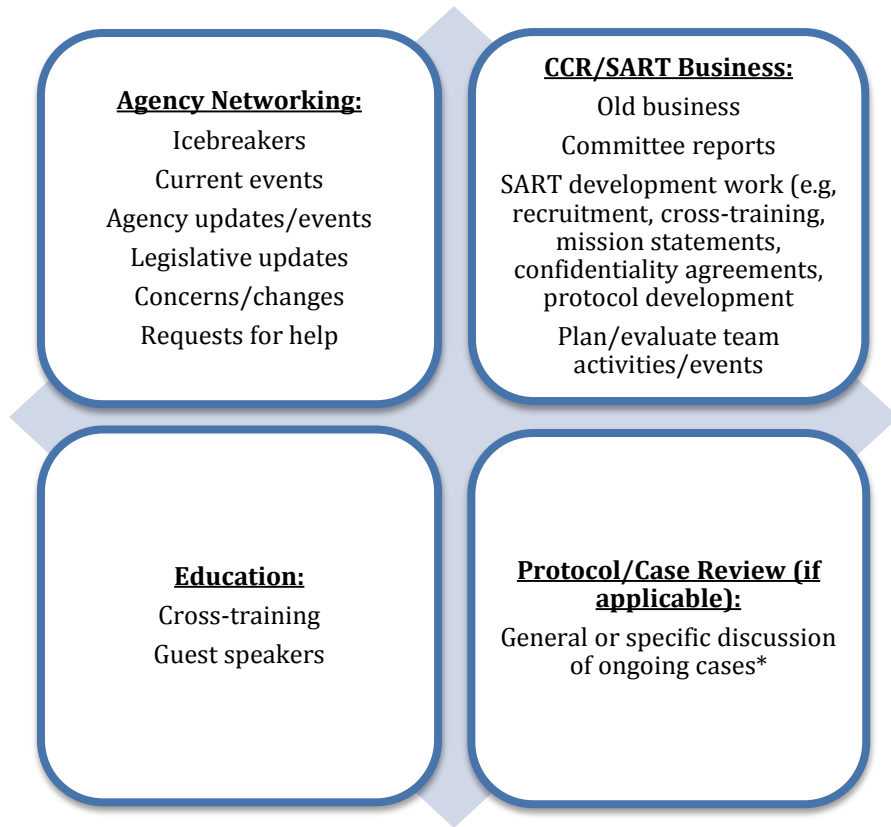 Agency Networking:
Icebreakers
Current events
Agency updates/events
Legislative updates
Concerns/changes
Requests for help
CCR/SART Business:
Old business
Committee reports
SART development work (e.g,
recruitment, cross-training,
mission statements,
confidentiality agreements,
protocol development
Plan/evaluate team
activities/events
Education:
Cross-training
Guest speakers
Protocol/Case Review (if
applicable):
General or specific discussion
of ongoing cases*